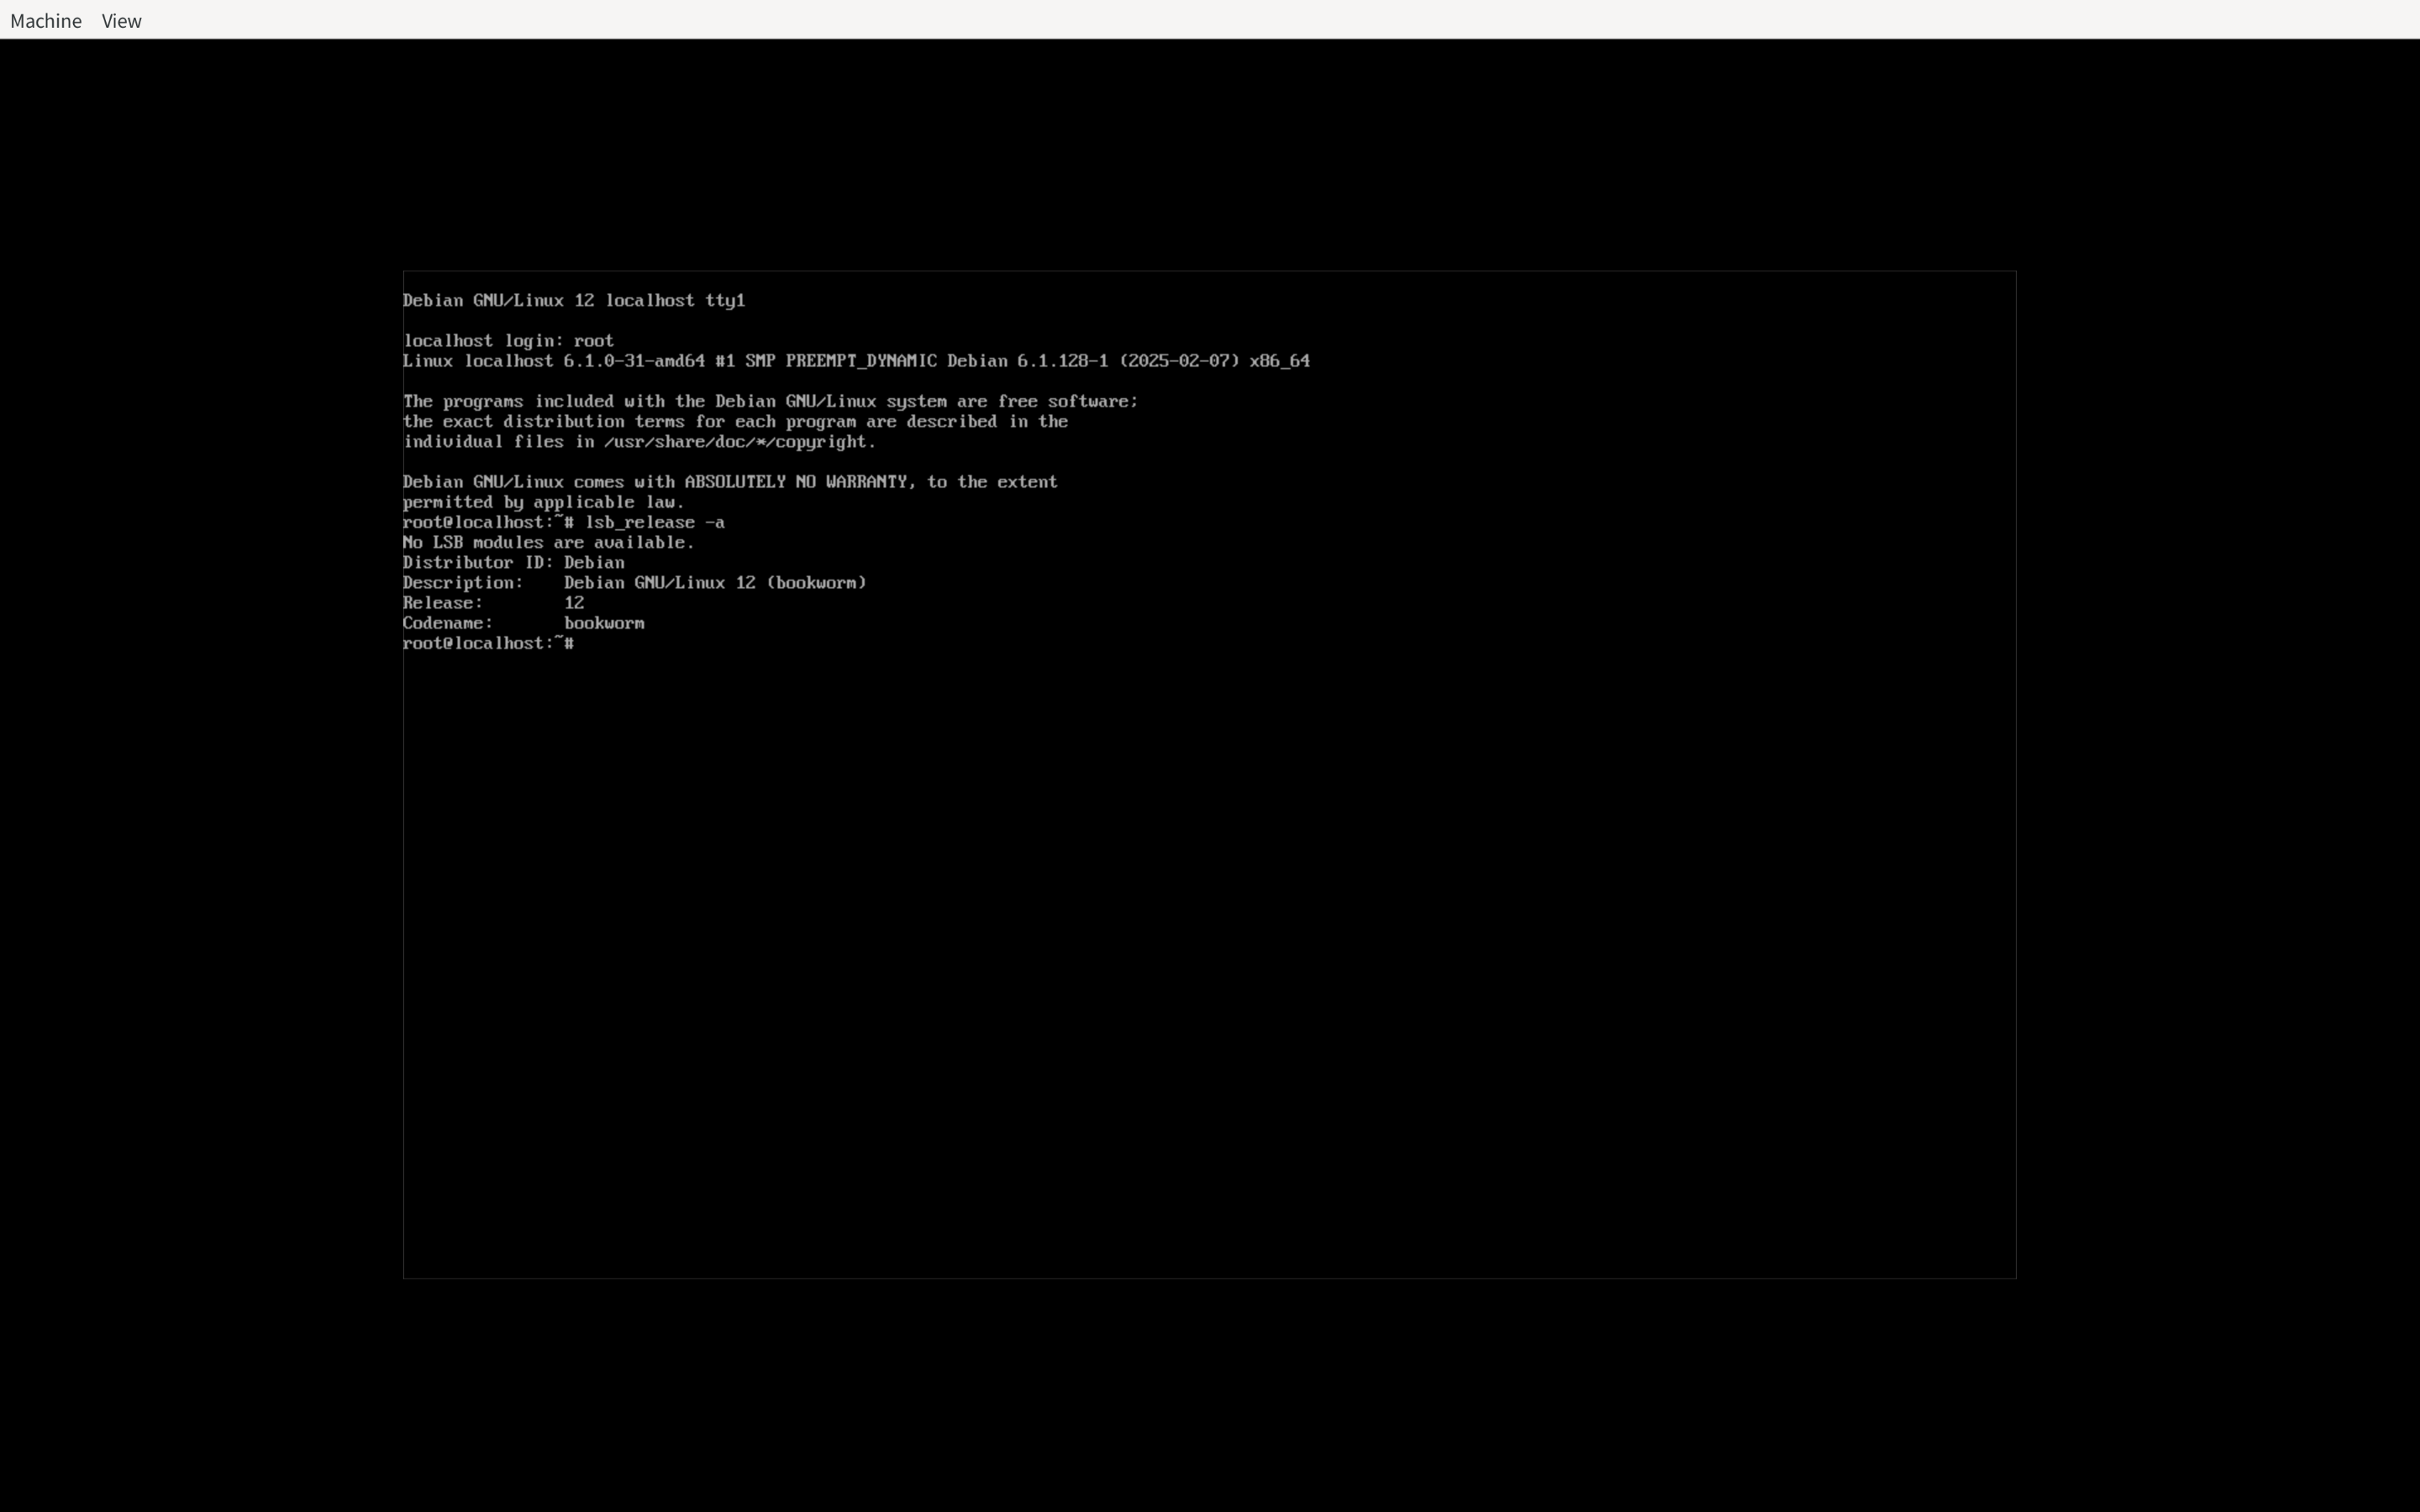 Machine View
Debian GNU/Linux 12 localhost tty1
localhost login: root
Linux localhost 6.1.0-31-amd64 #1 SMP PREEMPT_DYNAMIC Debian 6.1.128-1 (2025-02-07) x86_64
The programs included with the Debian GNU/Linux system are free software;
the exact distribution terms for each program are described in the
individual files in /usr/share/doc/*/copyright.
Debian GNU/Linux comes with ABSOLUTELY NO WARRANTY, to the extent
permitted by applicable law.
root@localhost:~# lsb_release -a
No LSB modules are available.
Distributor ID: Debian
Description:    Debian GNU/Linux 12 (bookworm)
Release:        12
Codename:       bookworm
root@localhost:~#